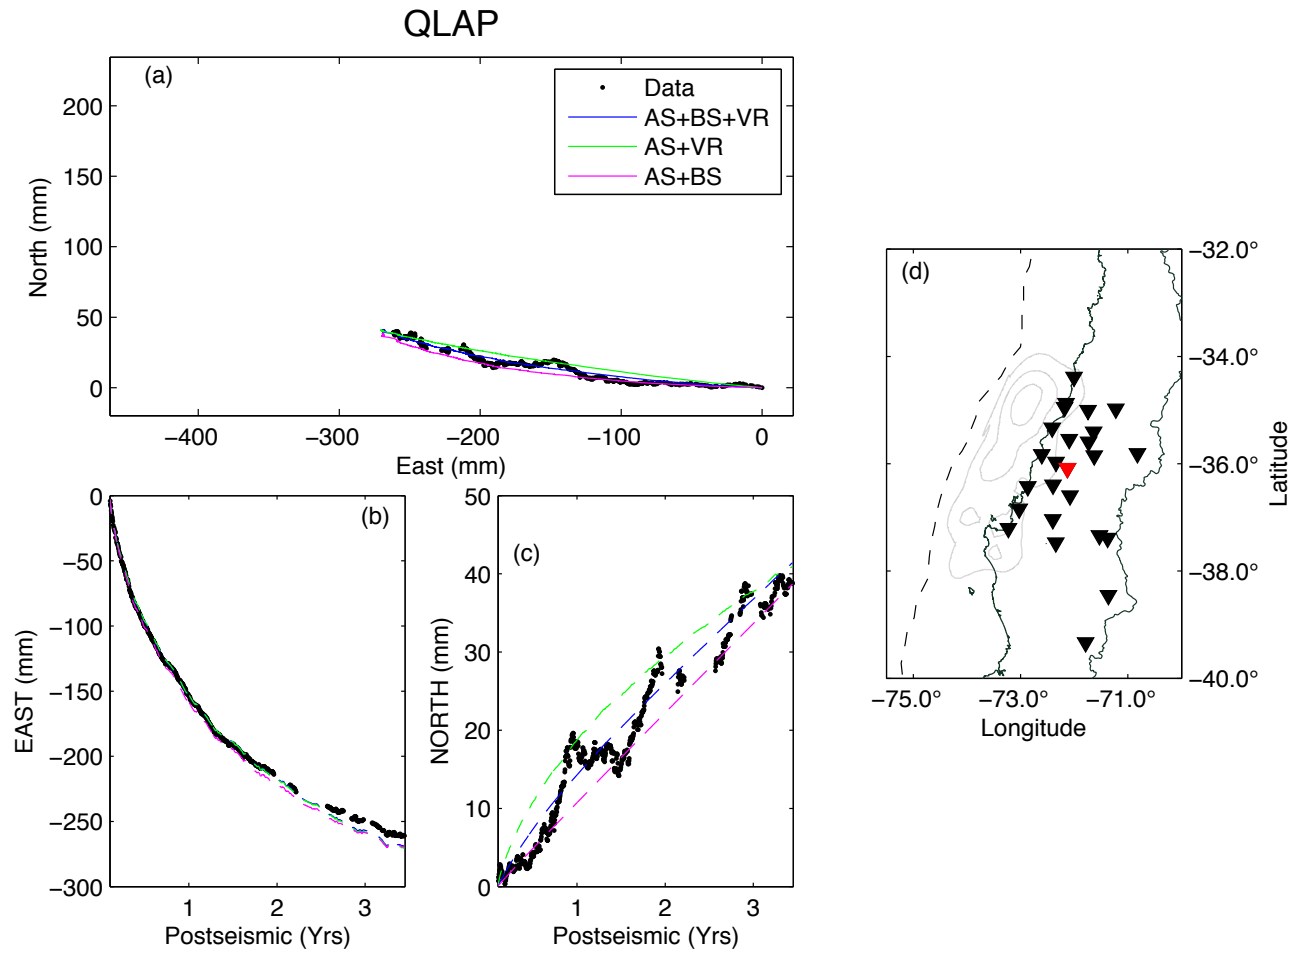 QLAP
(a)
200
150
100
50
0
North (mm)
−400
−300
−200
−100
0
East (mm)
Data
AS+BS+VR
AS+VR
AS+BS
(b)
0
−50
−100
−150
−200
−250
−300
EAST (mm)
1
2
3
Postseismic (Yrs)
(c)
50
40
30
20
10
0
NORTH (mm)
1
2
3
Postseismic (Yrs)
(d)
−32.0°
−34.0°
−36.0°
−38.0°
−40.0°
Latitude
−75.0°
−73.0°
−71.0°
Longitude